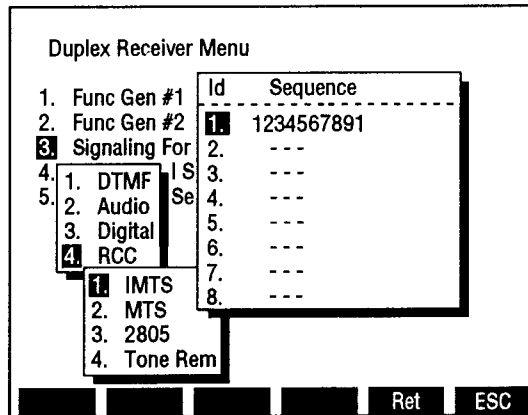 Duplex Receiver Menu
1. Func Gen #1
2. Func Gen #2
3. Signaling For
4. l S
5. Se
1. DTMF
2. Audio
3. Digital
4. RCC
1. IMTS
2. MTS
3. 2805
4. Tone Rem
Id Sequence
1. 1234567891
2. ---
3. ---
4. ---
5. ---
6. ---
7. ---
8. ---
Ret ESC